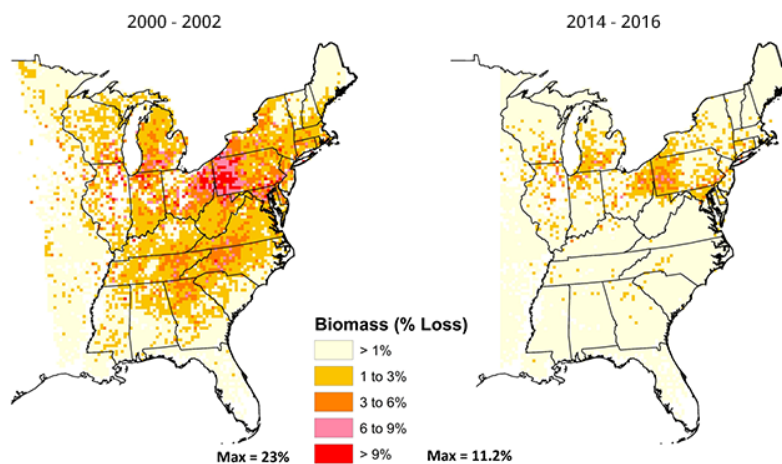 2000 - 2002
2014 - 2016
Biomass (% Loss)
> 1%
1 to 3%
3 to 6%
6 to 9%
> 9%
Max = 23%
Max = 11.2%